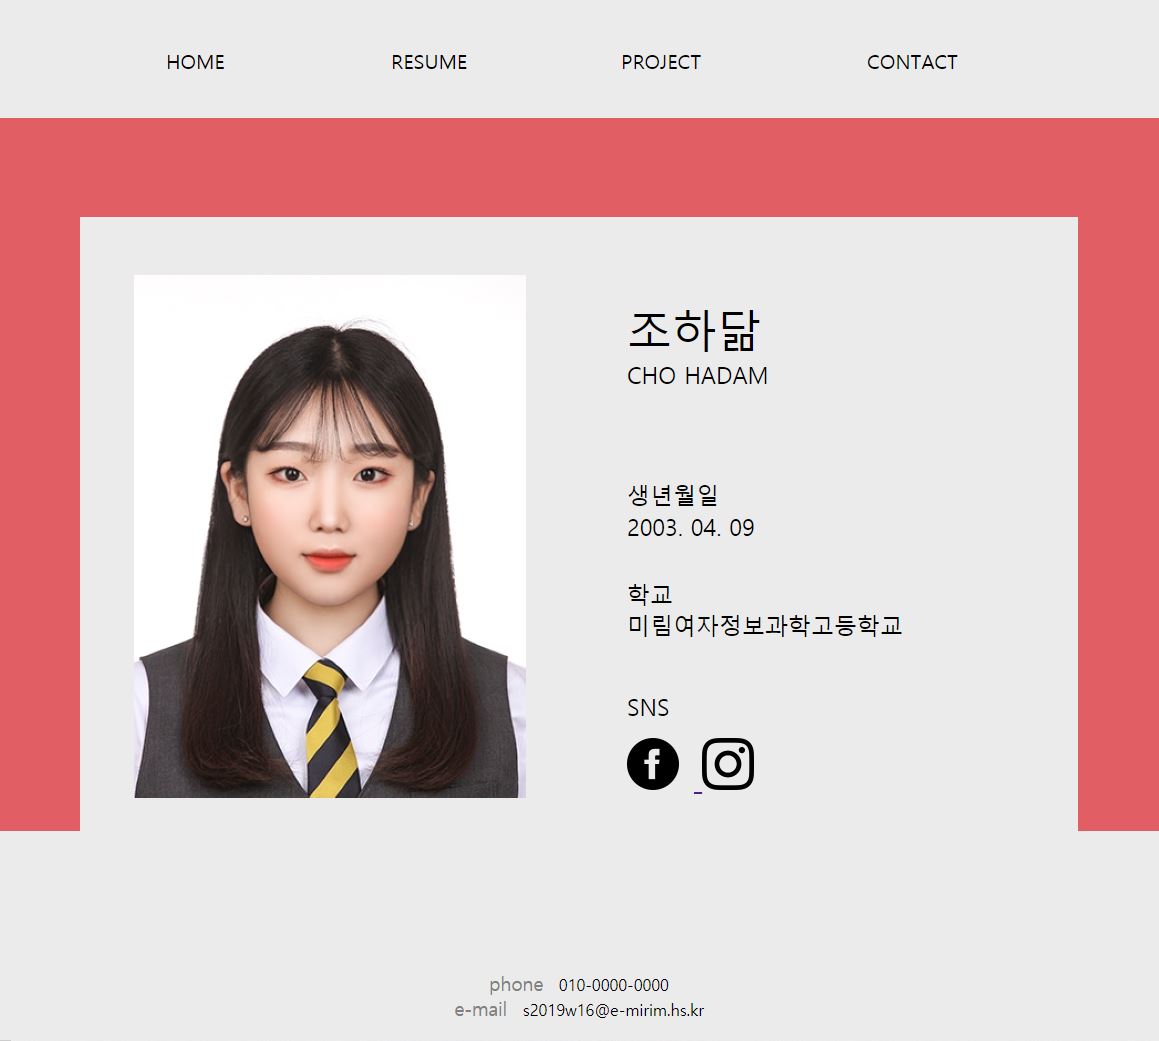 HOME
RESUME
PROJECT
CONTACT
조하닮
CHO HADAM
생년월일
2003. 04. 09
학교
미림여자정보과학고등학교
SNS
phone 010-0000-0000
e-mail s2019w16@e-mirim.hs.kr